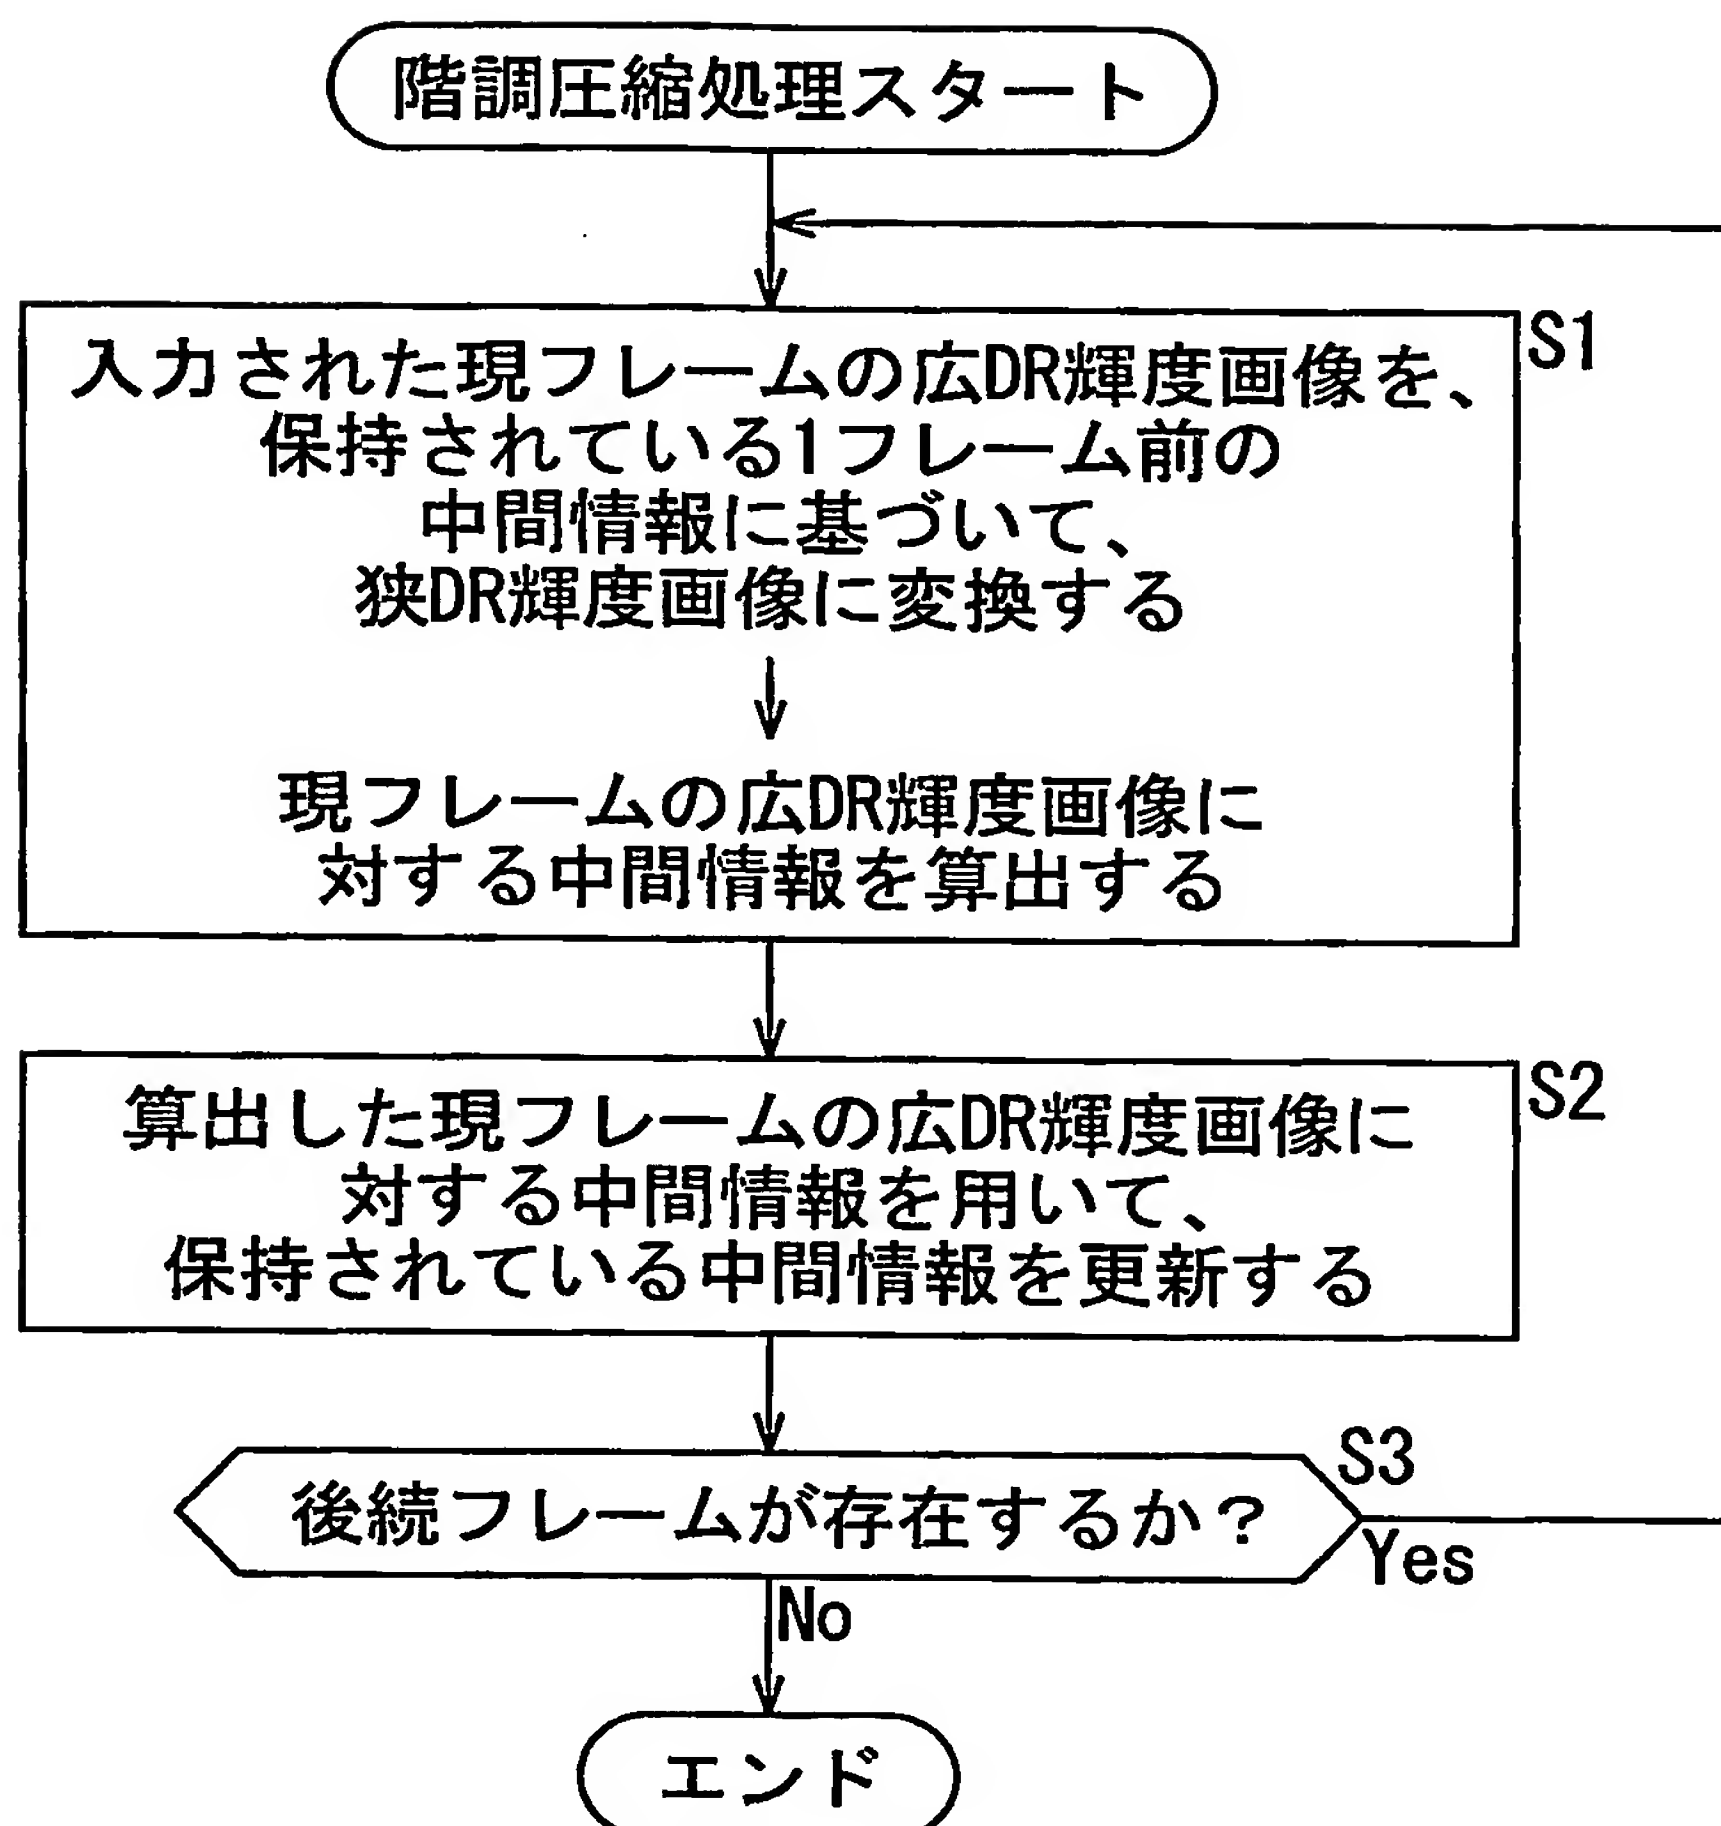 階調圧縮処理スタート
S1
入力された現フレームの広DR輝度画像を、
保持されている1フレーム前の
中間情報に基づいて、
狭DR輝度画像に変換する
現フレームの広DR輝度画像に
対する中間情報を算出する
S2
算出した現フレームの広DR輝度画像に
対する中間情報を用いて、
保持されている中間情報を更新する
S3
後続フレームが存在するか？
Yes
No
エンド